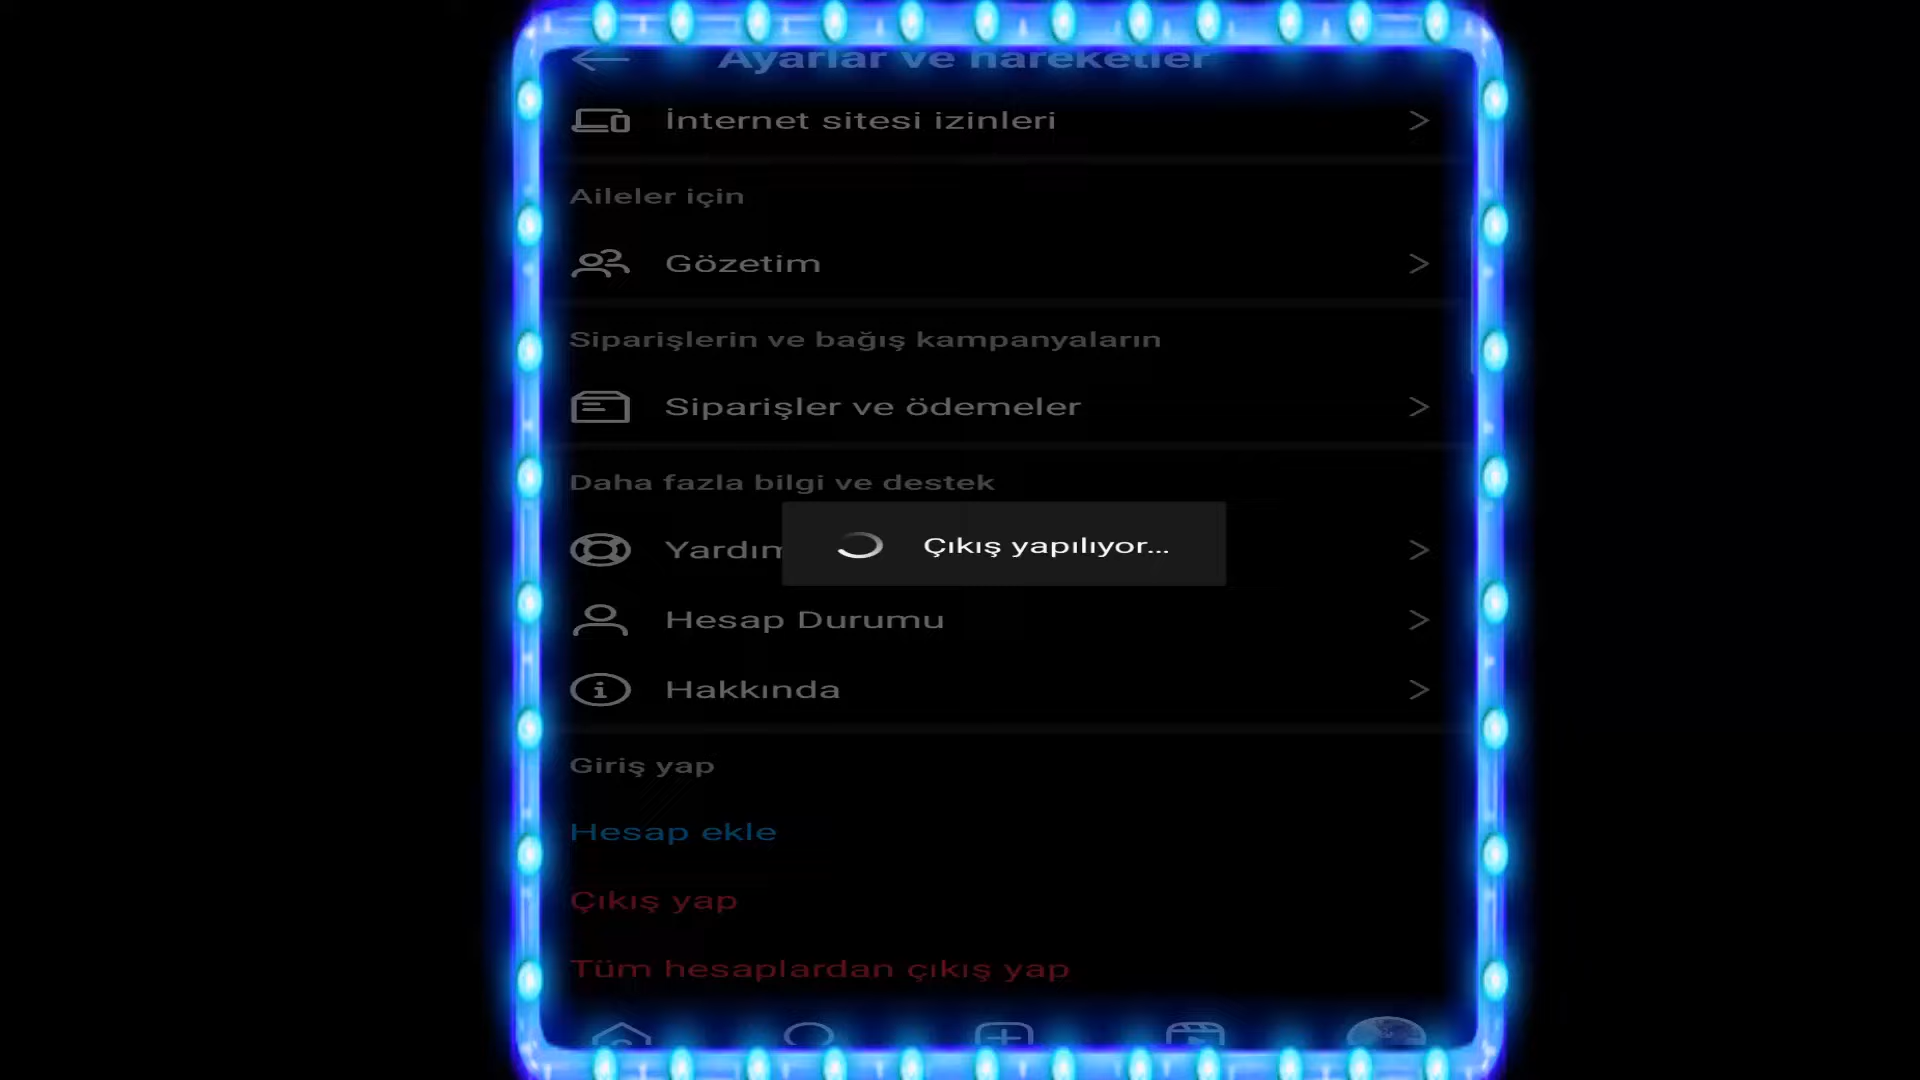 Ayarlar ve hareketler
İnternet sitesi izinleri
Aileler için
Gözetim
Siparişlerin ve bağış kampanyaların
Siparişler ve ödemeler
Daha fazla bilgi ve destek
Yardım
Çıkış yapılıyor...
Hesap Durumu
Hakkında
Giriş yap
Hesap ekle
Çıkış yap
Tüm hesaplardan çıkış yap